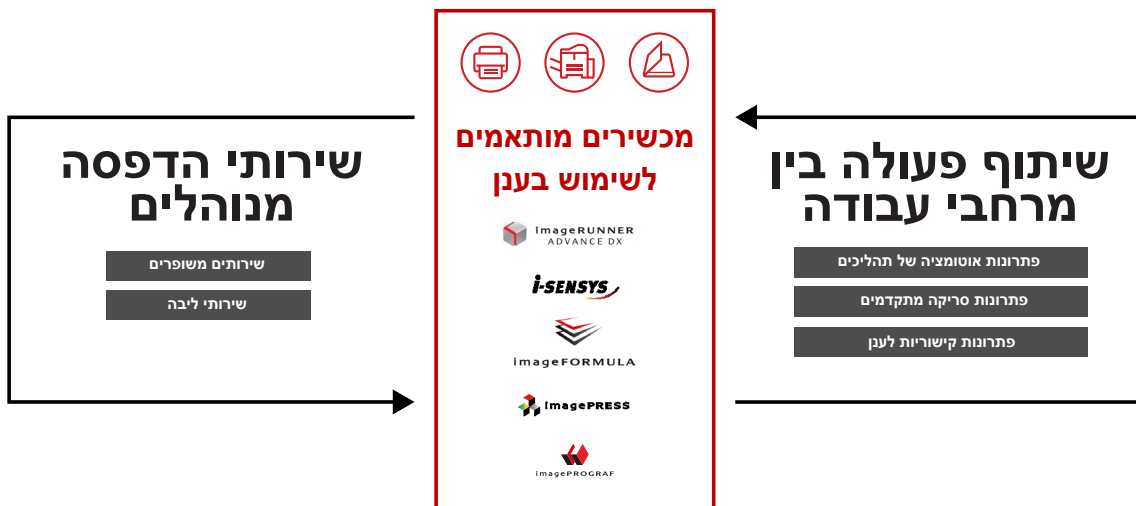 שיתוף פעולה בין
מרחבי עבודה
פתרונות אוטומציה של תהליכים
פתרונות סריקה מתקדמים
פתרונות קישוריות לענן
מכשירים מותאמים
לשימוש בענן
imageRUNNER
ADVANCE DX
i-SENSYS
imageFORMULA
imagePRESS
imagePROGRAF
שירותי הדפסה
מנוהלים
שירותים משופרים
שירותי ליבה